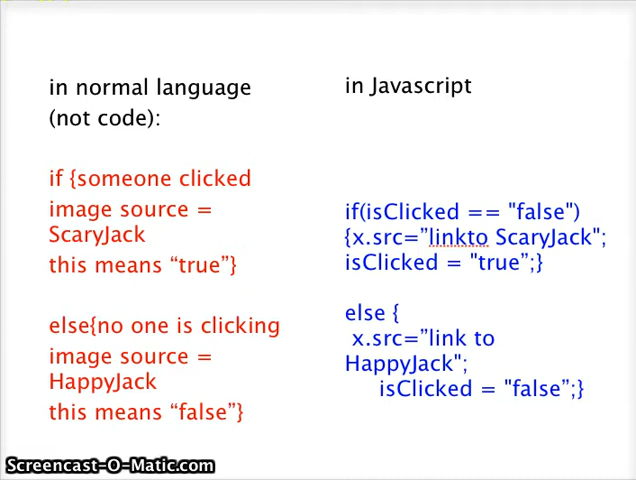 in normal language
(not code):
if {someone clicked
image source =
ScaryJack
this means “true”}
else{no one is clicking
image source =
HappyJack
this means “false”}
in Javascript
if(isClicked == "false")
{x.src=”linkto ScaryJack";
isClicked = "true”;}
else {
x.src=”link to
HappyJack";
isClicked = "false”;}
Screencast-O-Matic.com